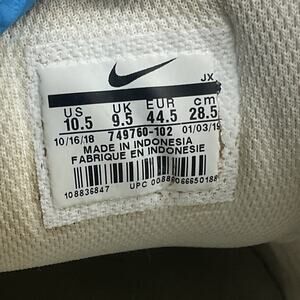 JX
US UK EUR cm
10.5 9.5 44.5 28.5
10/16/18 749760-102 01/03/19
MADE IN INDONESIA
FABRIQUE EN INDONESIE
108836847 UPC